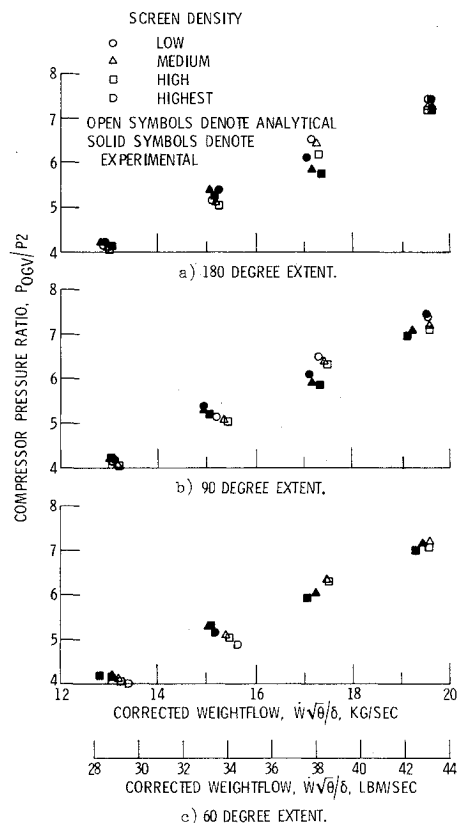 SCREEN DENSITY
LOW
MEDIUM
HIGH
HIGHEST
OPEN SYMBOLS DENOTE ANALYTICAL
SOLID SYMBOLS DENOTE
EXPERIMENTAL
8
7
6
5
4
a) 180 DEGREE EXTENT.
8
7
6
5
4
b) 90 DEGREE EXTENT.
8
7
6
5
4
COMPRESSOR PRESSURE RATIO, POGV/P2
12 14 16 18 20
CORRECTED WEIGHTFLOW, Ẇ√θ/δ, KG/SEC
28 30 32 34 36 38 40 42 44
CORRECTED WEIGHTFLOW, Ẇ√θ/δ, LBM/SEC
c) 60 DEGREE EXTENT.